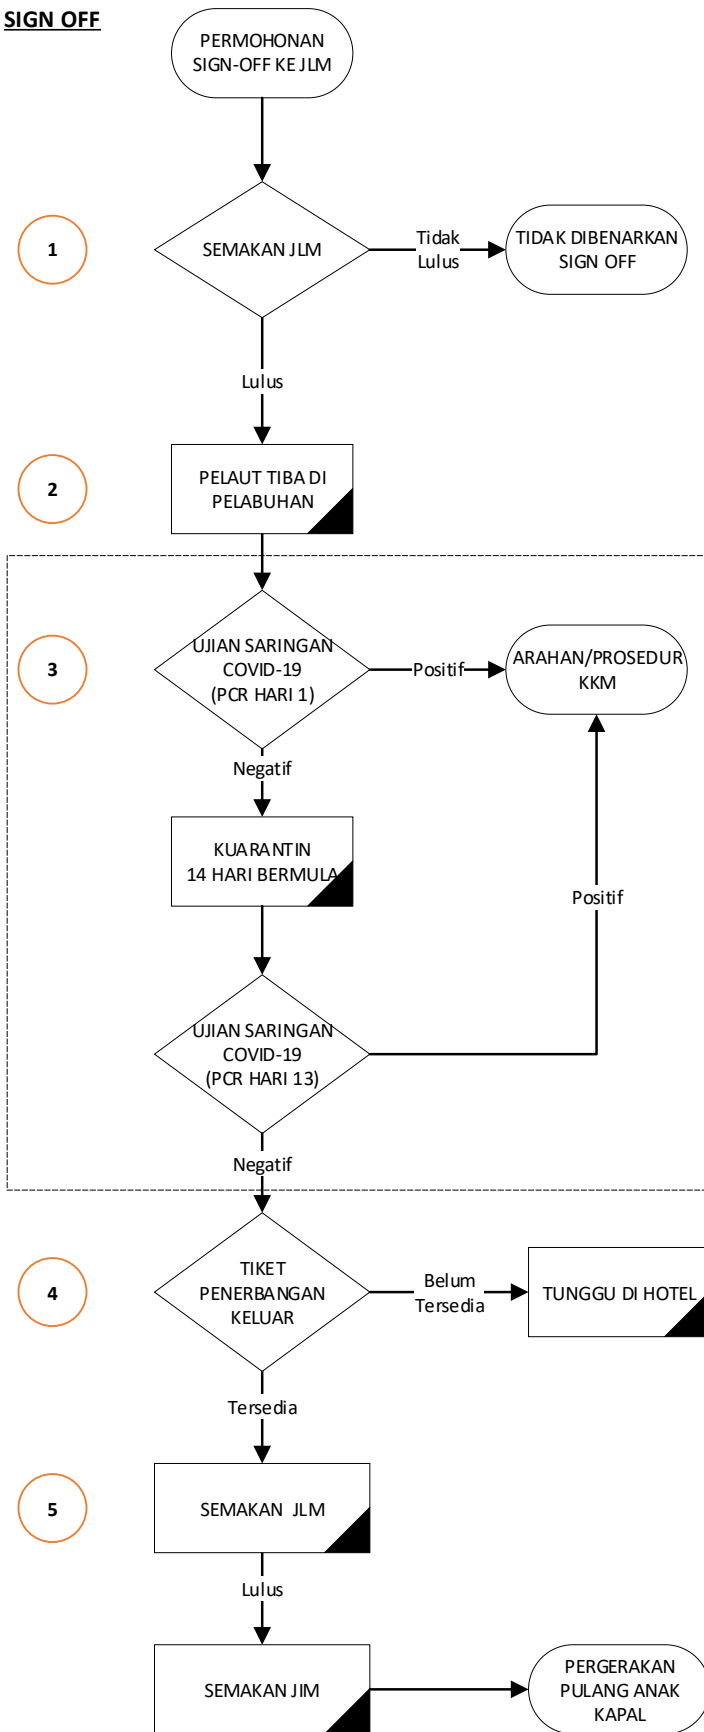 SIGN OFF
PERMOHONAN
SIGN-OFF KE JLM
1
SEMAKAN JLM
Tidak
Lulus
TIDAK DIBENARKAN
SIGN OFF
Lulus
2
PELAUT TIBA DI
PELABUHAN
3
UJIAN SARINGAN
COVID-19
(PCR HARI 1)
Positif
ARAHAN/PROSEDUR
KKM
Negatif
KUARANTIN
14 HARI BERMULA
Positif
UJIAN SARINGAN
COVID-19
(PCR HARI 13)
Negatif
4
TIKET
PENERBANGAN
KELUAR
Belum
Tersedia
TUNGGU DI HOTEL
Tersedia
5
SEMAKAN JLM
Lulus
SEMAKAN JIM
PERGERAKAN
PULANG ANAK
KAPAL